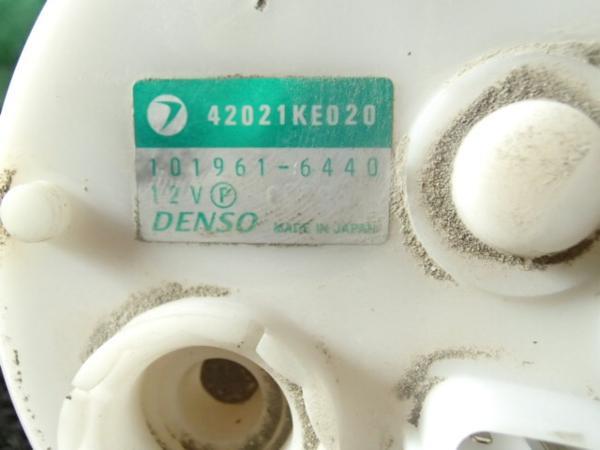 42021KE020
101961-6440
12V Ⓟ
DENSO MADE IN JAPAN